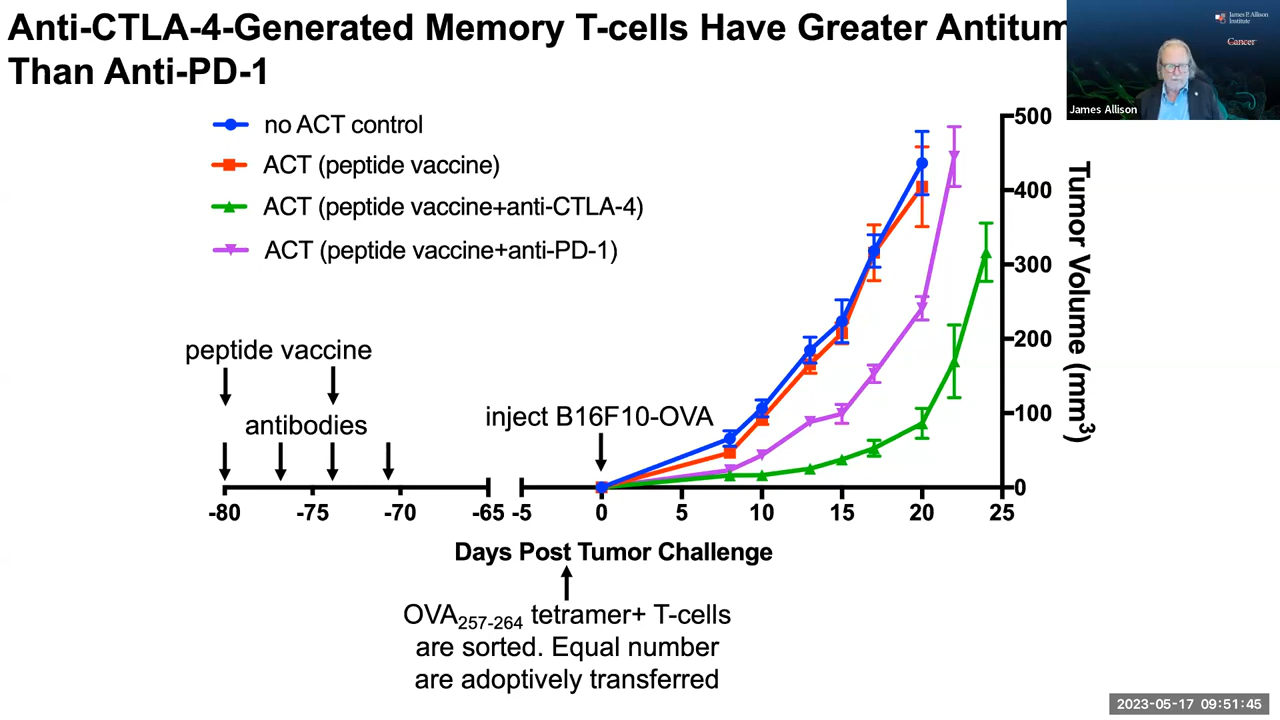 Anti-CTLA-4-Generated Memory T-cells Have Greater Antitum
Than Anti-PD-1
James P. Allison
Institute
Cancer
James Allison
no ACT control
ACT (peptide vaccine)
ACT (peptide vaccine+anti-CTLA-4)
ACT (peptide vaccine+anti-PD-1)
500
400
300
200
100
0
Tumor Volume (mm³)
peptide vaccine
antibodies
inject B16F10-OVA
-80 -75 -70 -65 -5 0 5 10 15 20 25
Days Post Tumor Challenge
OVA₂₅₇₋₂₆₄ tetramer+ T-cells
are sorted. Equal number
are adoptively transferred
2023-05-17 09:51:45